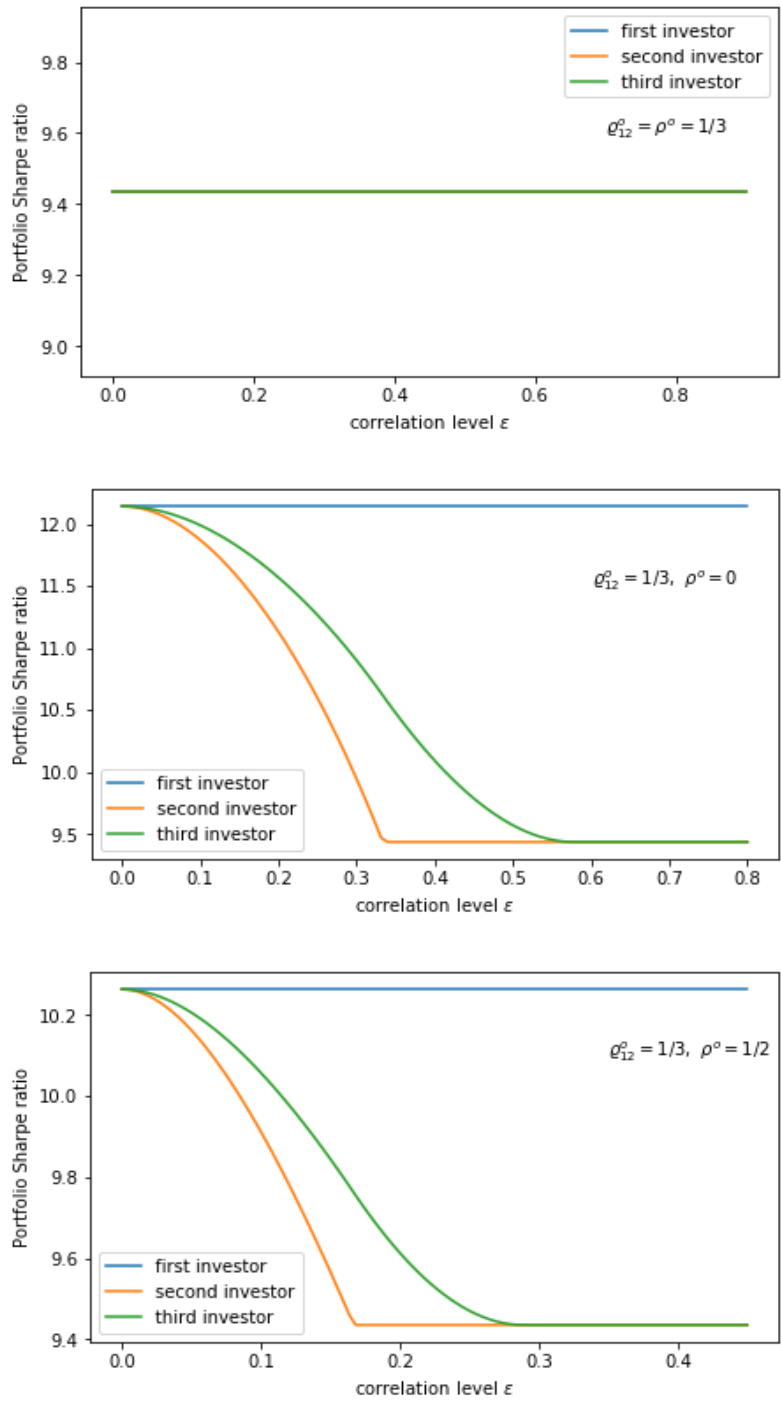 first investor
second investor
third investor
ϱ°₁₂ = ρ° = 1/3
Portfolio Sharpe ratio
9.8
9.6
9.4
9.2
9.0
0.0 0.2 0.4 0.6 0.8
correlation level ε
ϱ°₁₂ = 1/3, ρ° = 0
Portfolio Sharpe ratio
12.0
11.5
11.0
10.5
10.0
9.5
first investor
second investor
third investor
0.0 0.1 0.2 0.3 0.4 0.5 0.6 0.7 0.8
correlation level ε
ϱ°₁₂ = 1/3, ρ° = 1/2
Portfolio Sharpe ratio
10.2
10.0
9.8
9.6
9.4
first investor
second investor
third investor
0.0 0.1 0.2 0.3 0.4
correlation level ε